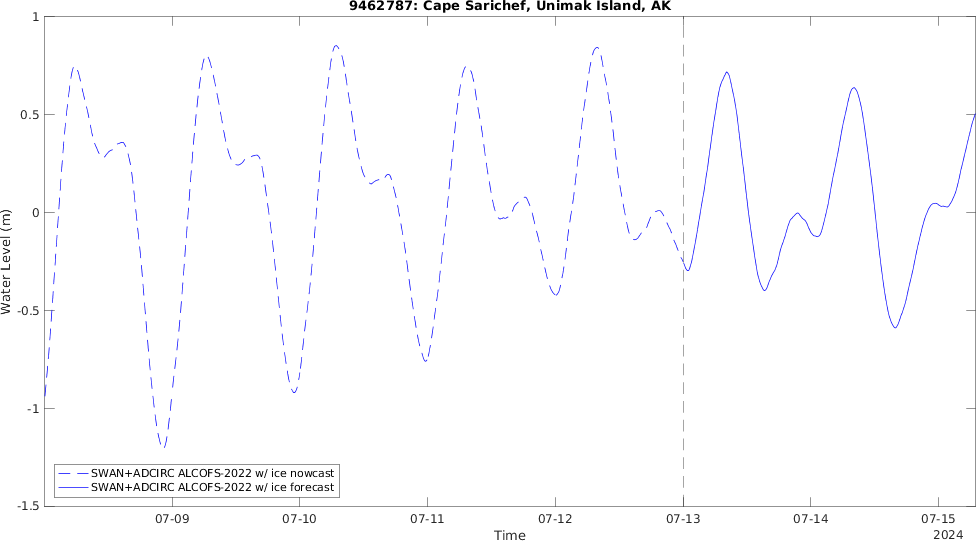 9462787: Cape Sarichef, Unimak Island, AK
1
0.5
0
-0.5
-1
-1.5
Water Level (m)
SWAN+ADCIRC ALCOFS-2022 w/ ice nowcast
SWAN+ADCIRC ALCOFS-2022 w/ ice forecast
07-09 07-10 07-11 07-12 07-13 07-14 07-15
Time
2024